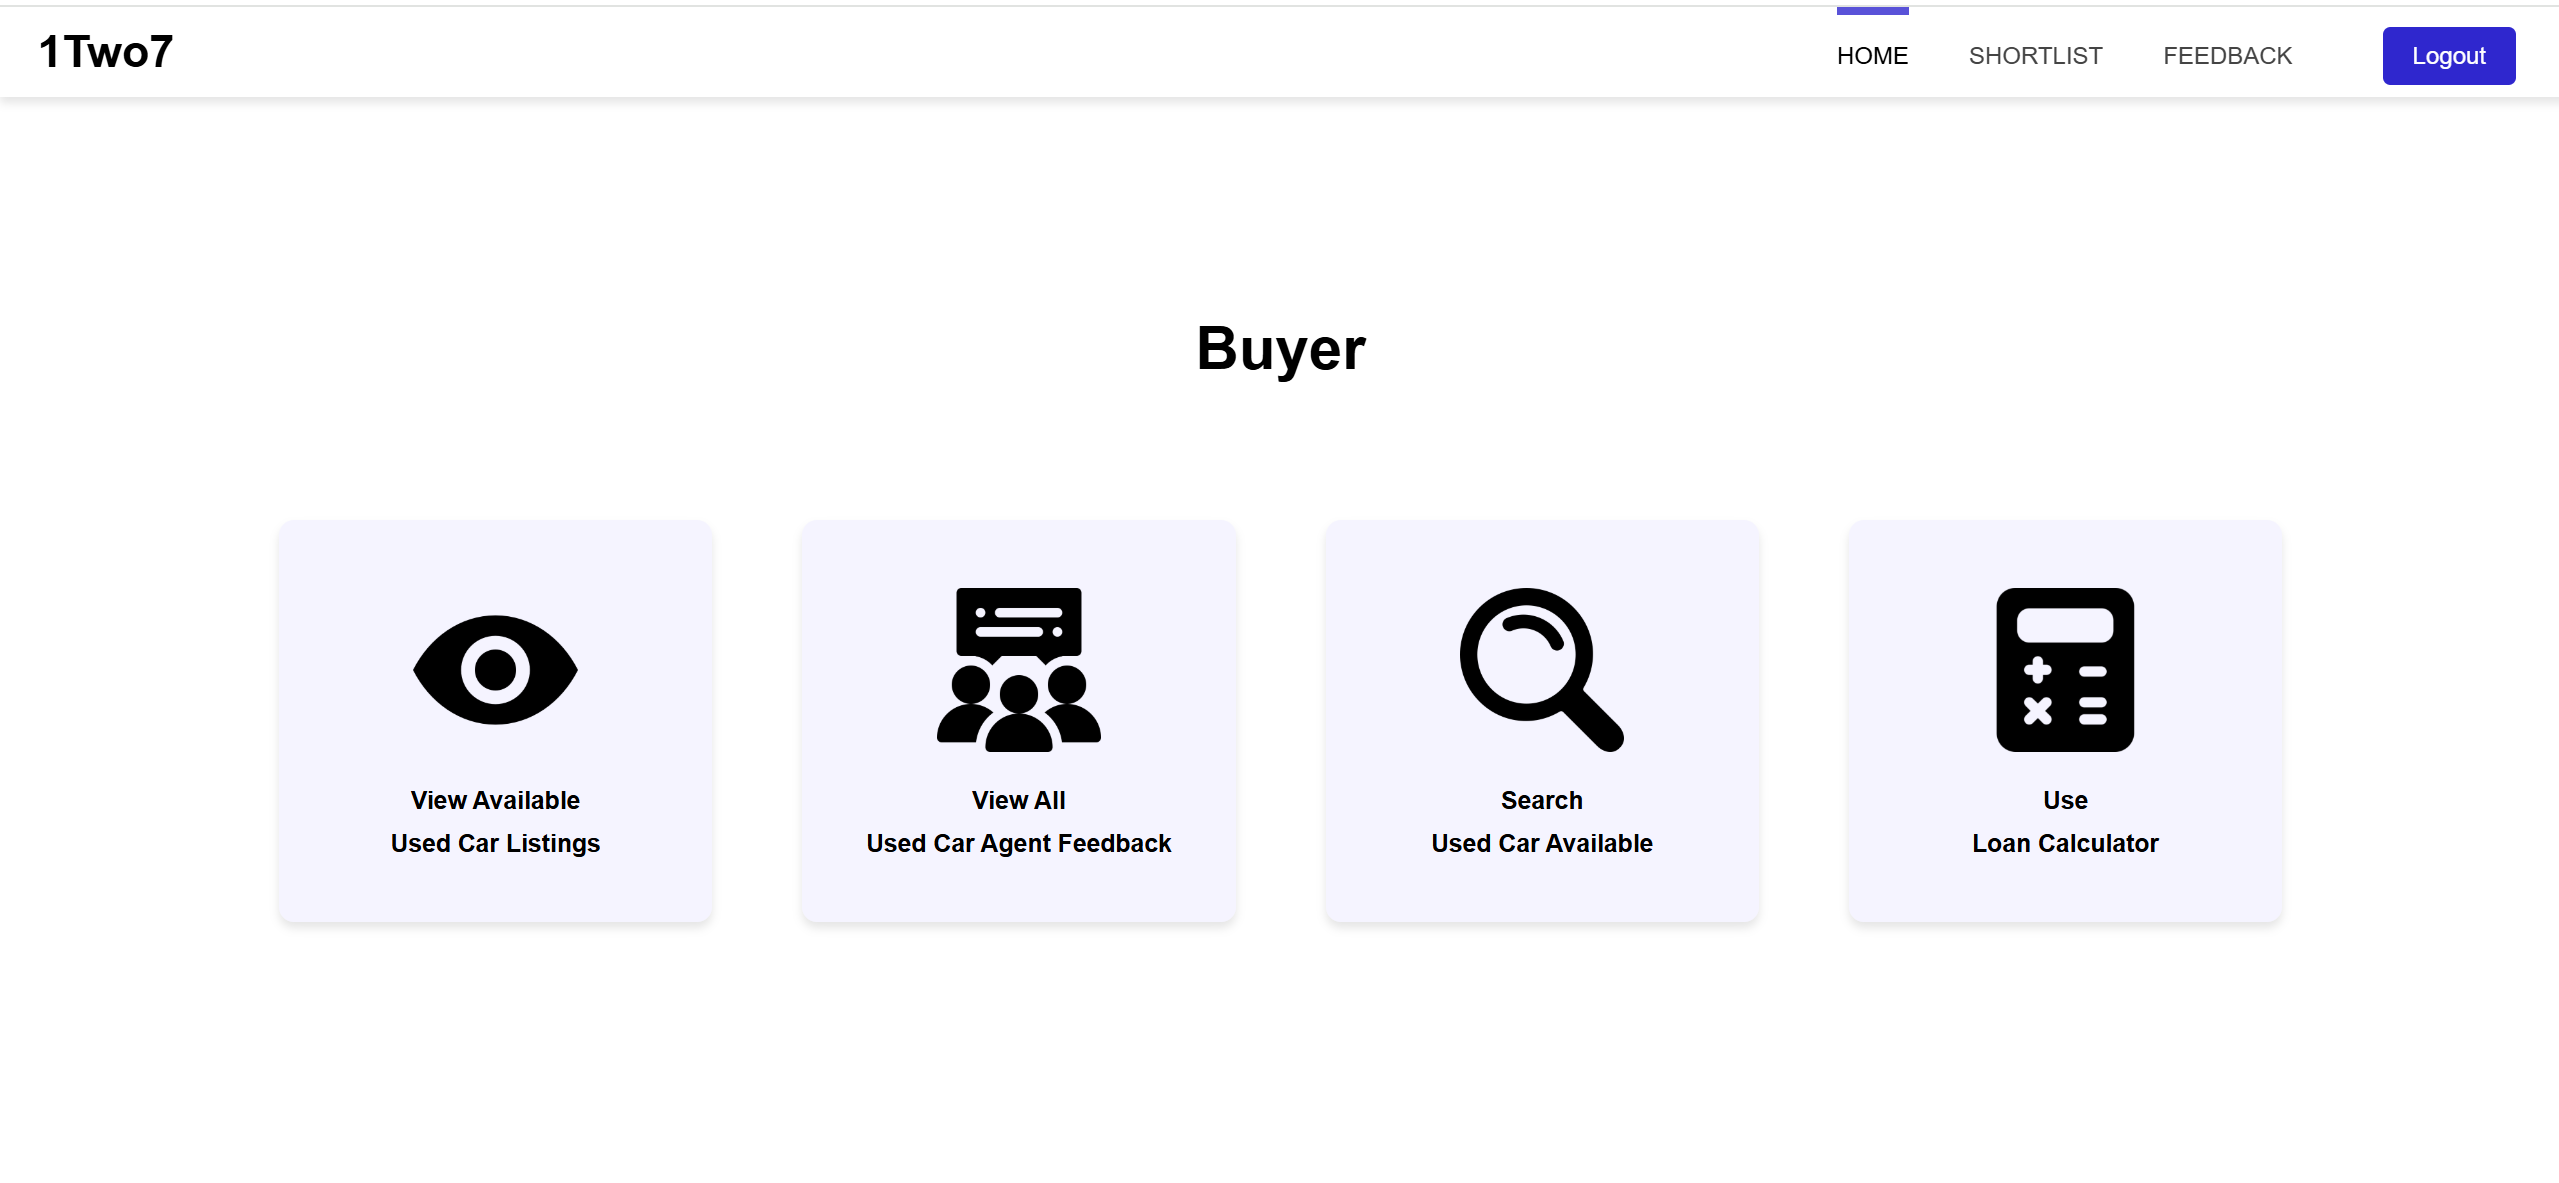 1Two7
HOME
SHORTLIST
FEEDBACK
Logout
Buyer
View Available
Used Car Listings
View All
Used Car Agent Feedback
Search
Used Car Available
Use
Loan Calculator